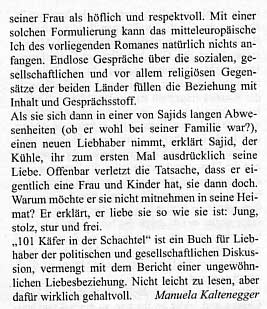 seiner Frau als höflich und respektvoll. Mit einer
solchen Formulierung kann das mitteleuropäische
Ich des vorliegenden Romanes natürlich nichts an-
fangen. Endlose Gespräche über die sozialen, ge-
sellschaftlichen und vor allem religiösen Gegen-
sätze der beiden Länder füllen die Beziehung mit
Inhalt und Gesprächsstoff.
Als sie sich dann in einer von Sajids langen Abwe-
senheiten (ob er wohl bei seiner Familie war?),
einen neuen Liebhaber nimmt, erklärt Sajid, der
Kühle, ihr zum ersten Mal ausdrücklich seine
Liebe. Offenbar verletzt die Tatsache, dass er ei-
gentlich eine Frau und Kinder hat, sie dann doch.
Warum möchte er sie nicht mitnehmen in seine Hei-
mat? Er erklärt, er liebe sie so wie sie ist: Jung,
stolz, stur und frei.
„101 Käfer in der Schachtel“ ist ein Buch für Lieb-
haber der politischen und gesellschaftlichen Diskus-
sion, vermengt mit dem Bericht einer ungewöhn-
lichen Liebesbeziehung. Nicht leicht zu lesen, aber
dafür wirklich gehaltvoll. Manuela Kaltenegger